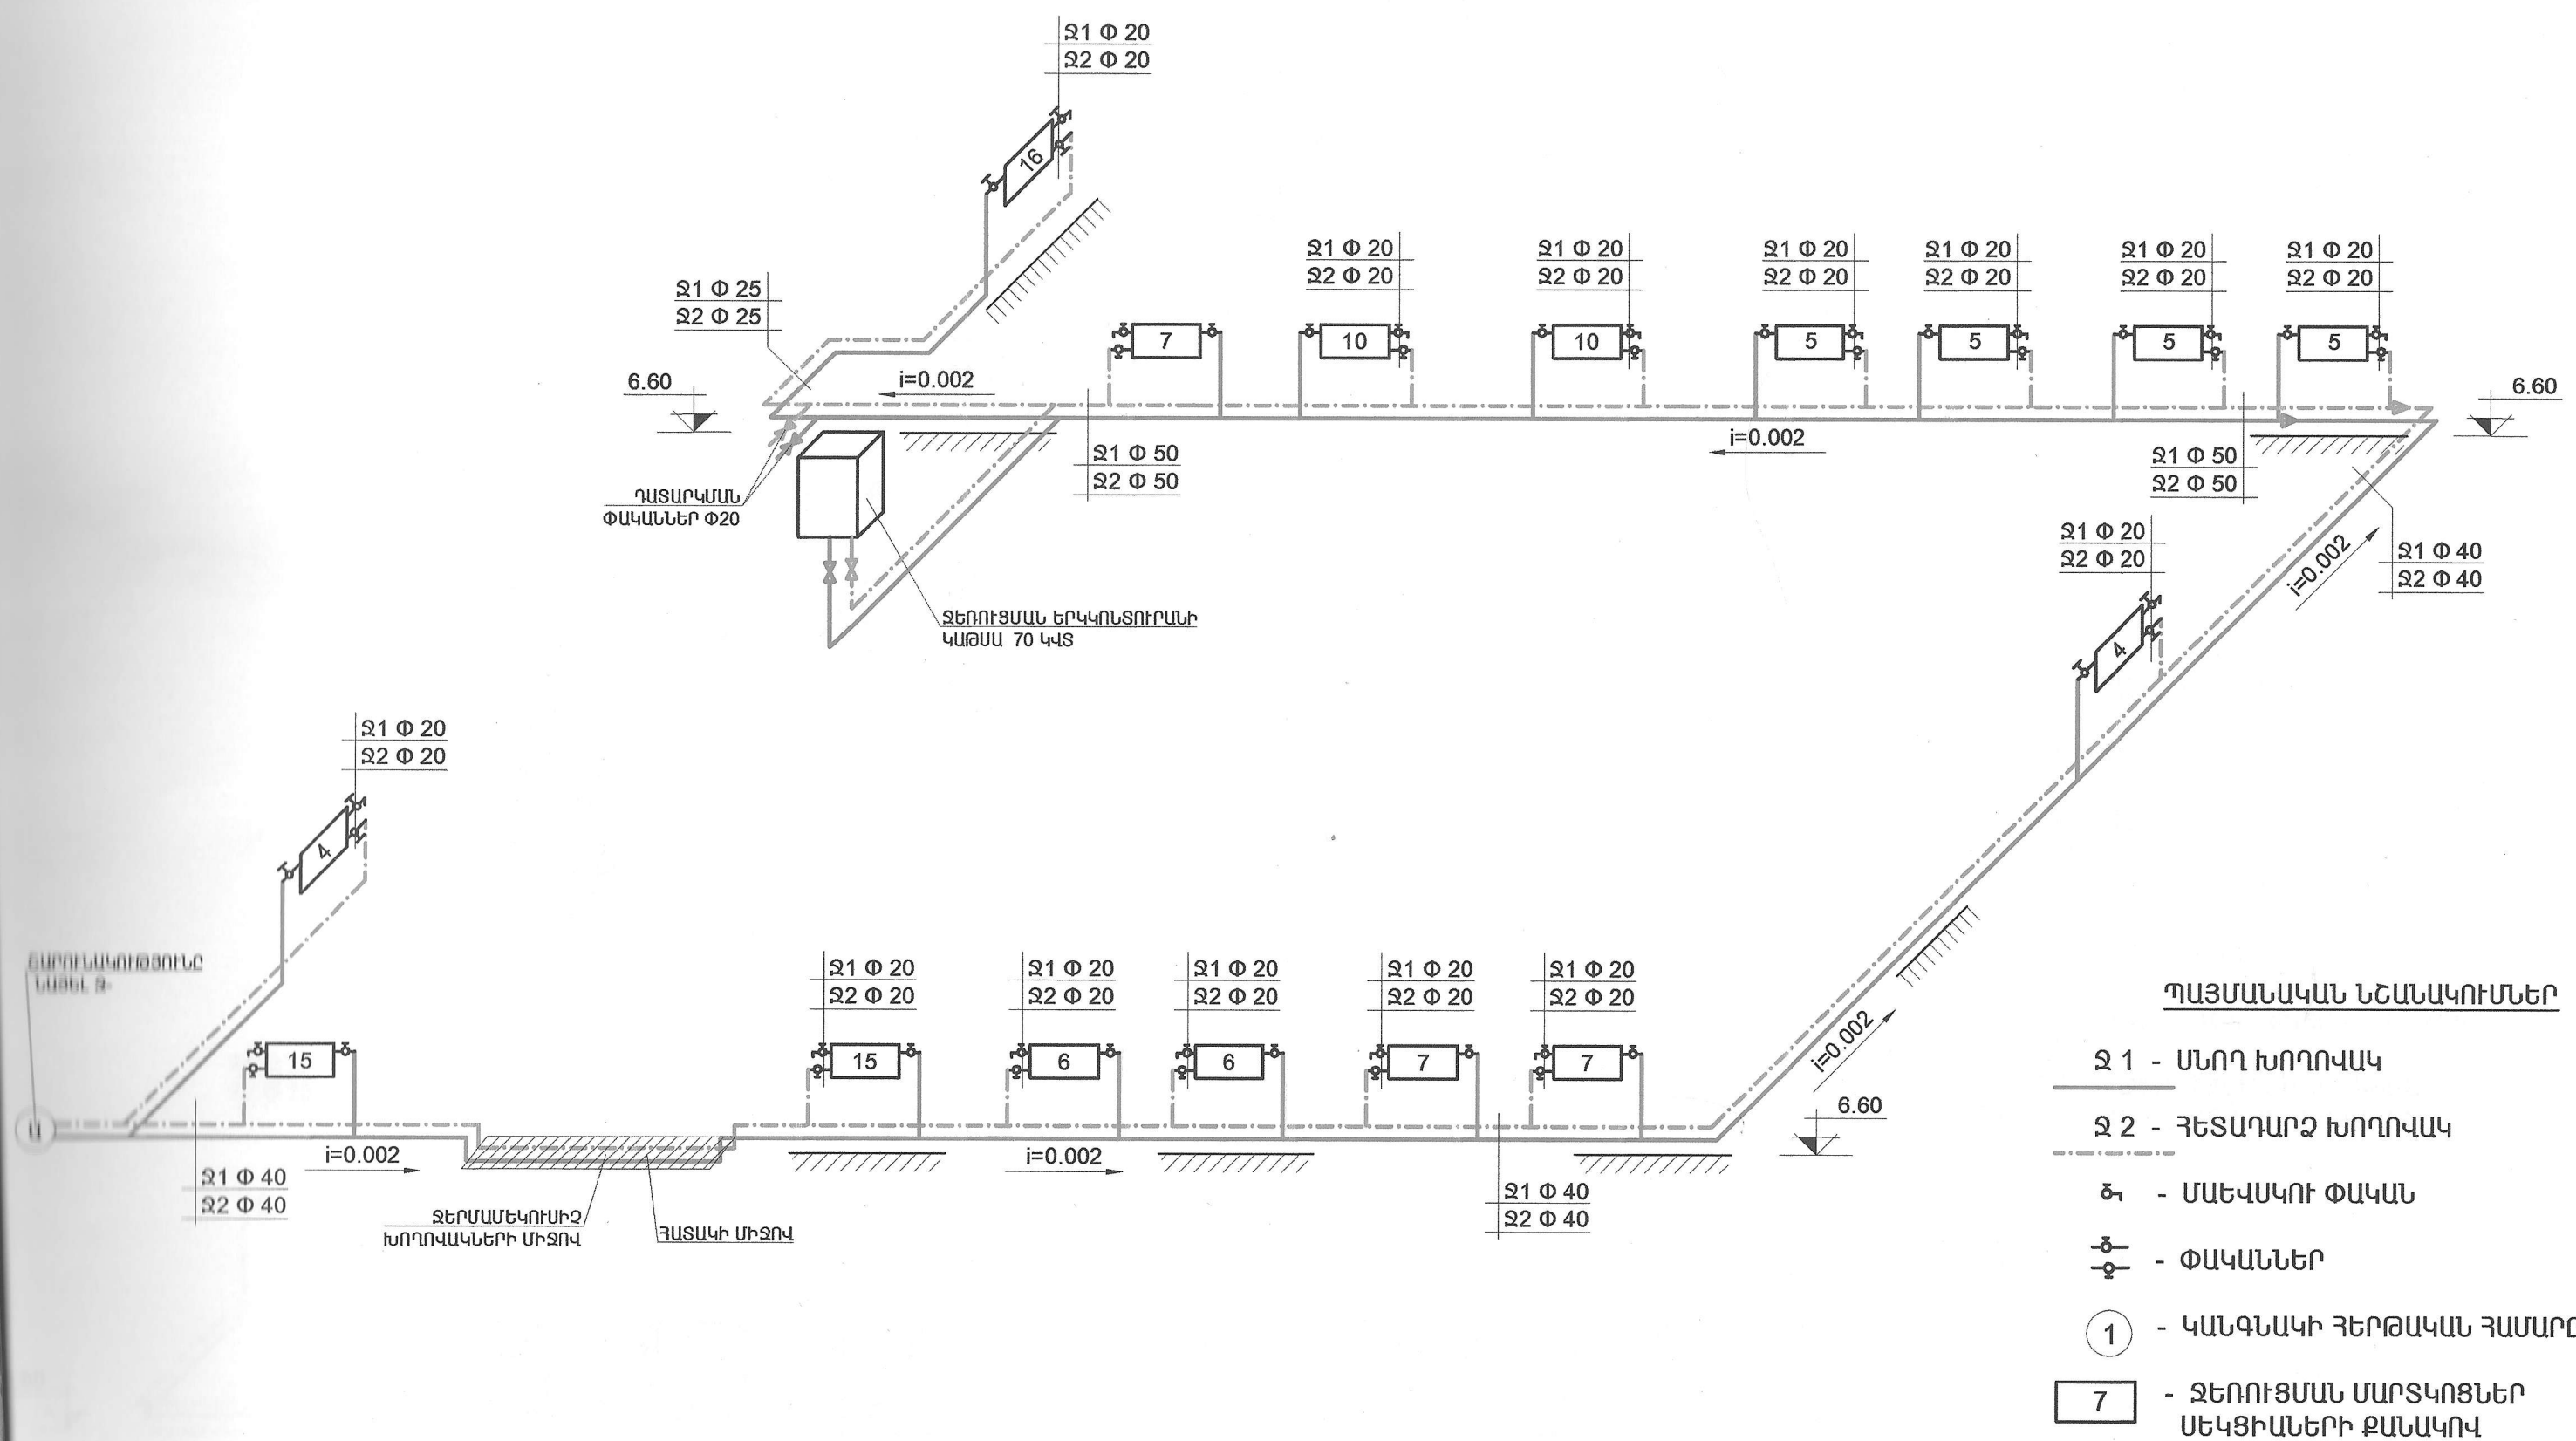 Ջ1 Փ 20
Ջ2 Փ 20
16
Ջ1 Փ 25
Ջ2 Փ 25
Ջ1 Փ 20
Ջ2 Փ 20
Ջ1 Փ 20
Ջ2 Փ 20
Ջ1 Փ 20
Ջ2 Փ 20
Ջ1 Փ 20
Ջ2 Փ 20
Ջ1 Փ 20
Ջ2 Փ 20
Ջ1 Փ 20
Ջ2 Փ 20
7
10
10
5
5
5
5
6.60
i=0.002
6.60
i=0.002
Ջ1 Փ 50
Ջ2 Փ 50
Ջ1 Փ 50
Ջ2 Փ 50
ԴԱՏԱՐԿՄԱՆ
ՓԱԿԱՆՆԵՐ Փ20
ՋԵՌՈՒՑՄԱՆ ԵՐԿԿՈՆՏՈՒՐԱՆԻ
ԿԱԹՍԱ 70 ԿՎՏ
Ջ1 Փ 20
Ջ2 Փ 20
i=0.002
Ջ1 Փ 40
Ջ2 Փ 40
4
Ջ1 Փ 20
Ջ2 Փ 20
4
ՇԱՐՈՒՆԱԿՈՒԹՅՈՒՆԸ
ՆԱՅԵԼ Ջ-
Ջ1 Փ 20
Ջ2 Փ 20
Ջ1 Փ 20
Ջ2 Փ 20
Ջ1 Փ 20
Ջ2 Փ 20
Ջ1 Փ 20
Ջ2 Փ 20
Ջ1 Փ 20
Ջ2 Փ 20
15
15
6
6
7
7
i=0.002
6.60
i=0.002
i=0.002
Ջ1 Փ 40
Ջ2 Փ 40
Ջ1 Փ 40
Ջ2 Փ 40
ՋԵՐՄԱՄԵԿՈՒՍԻՉ
ԽՈՂՈՎԱԿՆԵՐԻ ՄԻՋՈՎ
ՀԱՏԱԿԻ ՄԻՋՈՎ
ՊԱՅՄԱՆԱԿԱՆ ՆՇԱՆԱԿՈՒՄՆԵՐ
Ջ 1 - ՍՆՈՂ ԽՈՂՈՎԱԿ
Ջ 2 - ՀԵՏԱԴԱՐՁ ԽՈՂՈՎԱԿ
- ՄԱԵՎՍԿՈՒ ՓԱԿԱՆ
- ՓԱԿԱՆՆԵՐ
1 - ԿԱՆԳՆԱԿԻ ՀԵՐԹԱԿԱՆ ՀԱՄԱՐԸ
7 - ՋԵՌՈՒՑՄԱՆ ՄԱՐՏԿՈՑՆԵՐ
ՍԵԿՑԻԱՆԵՐԻ ՔԱՆԱԿՈՎ